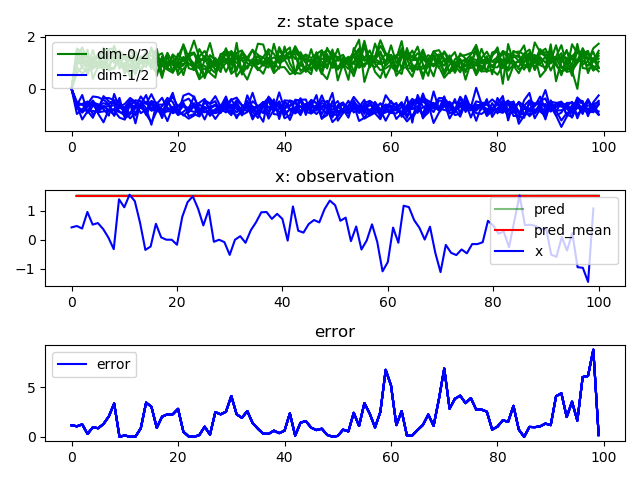 z: state space
2
0
dim-0/2
dim-1/2
0 20 40 60 80 100
x: observation
1
0
−1
pred
pred_mean
x
0 20 40 60 80 100
error
5
0
error
0 20 40 60 80 100